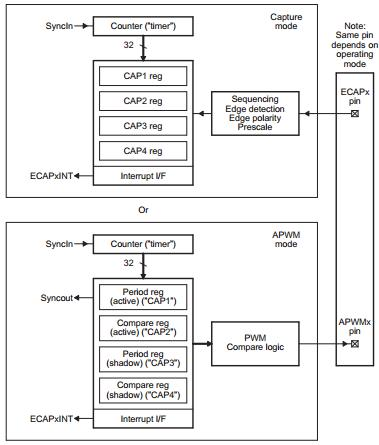 Capture
mode
SyncIn
Counter ("timer")
32
CAP1 reg
CAP2 reg
CAP3 reg
CAP4 reg
Interrupt I/F
ECAPxINT
Sequencing
Edge detection
Edge polarity
Prescale
Note:
Same pin
depends on
operating
mode
ECAPx
pin
Or
APWM
mode
SyncIn
Counter ("timer")
32
Syncout
Period reg
(active) ("CAP1")
Compare reg
(active) ("CAP2")
Period reg
(shadow) ("CAP3")
Compare reg
(shadow) ("CAP4")
Interrupt I/F
ECAPxINT
PWM
Compare logic
APWMx
pin